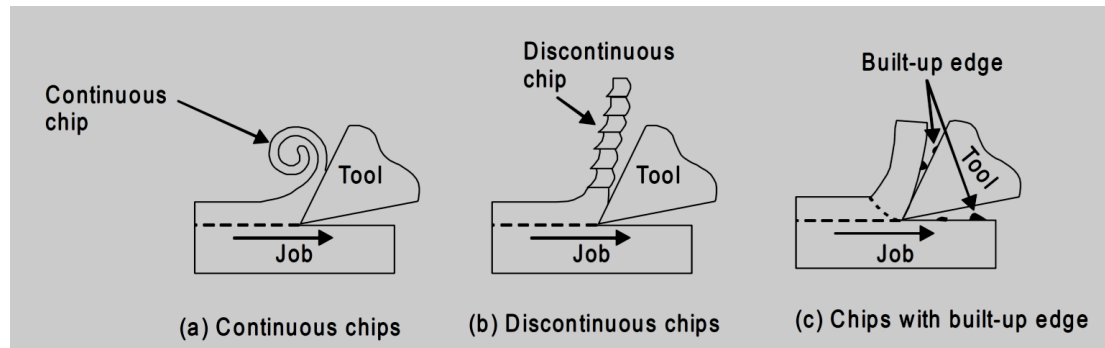 Continuous
chip
Tool
Job
(a) Continuous chips
Discontinuous
chip
Tool
Job
(b) Discontinuous chips
Built-up edge
Tool
Job
(c) Chips with built-up edge